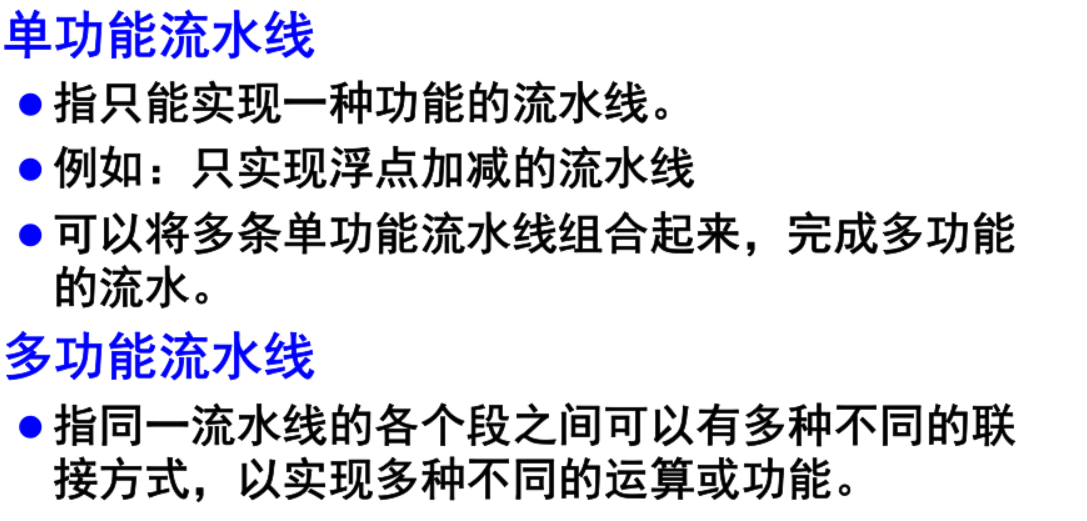 单功能流水线
●指只能实现一种功能的流水线。
●例如：只实现浮点加减的流水线
●可以将多条单功能流水线组合起来，完成多功能
的流水。
多功能流水线
●指同一流水线的各个段之间可以有多种不同的联
接方式，以实现多种不同的运算或功能。